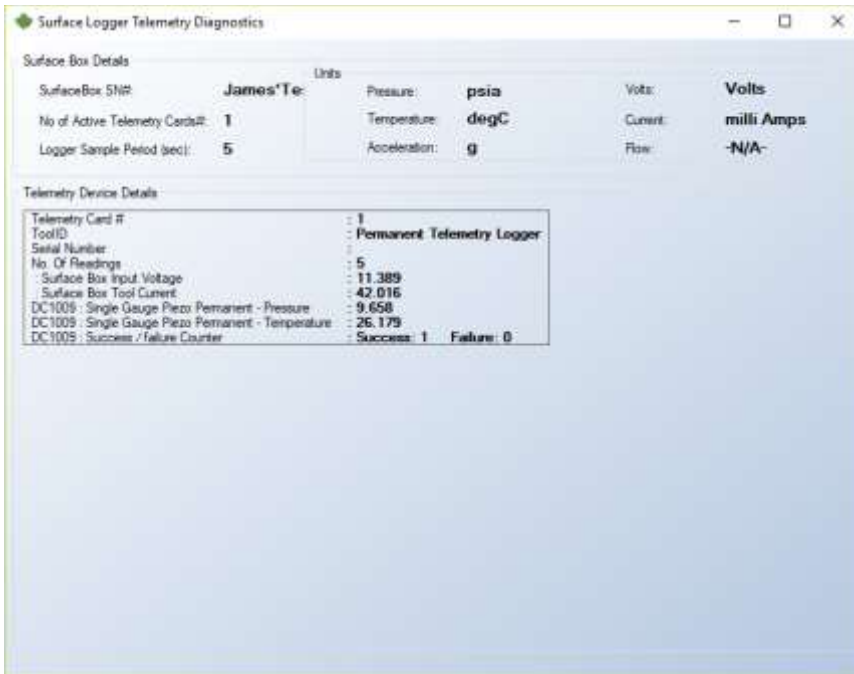 Surface Logger Telemetry Diagnostics
Surface Box Details
Units
SurfaceBox SN#: James'Te: Pressure: psia Volts: Volts
No of Active Telemetry Cards#: 1 Temperature: degC Current: milli Amps
Logger Sample Period (sec): 5 Acceleration: g Flow: -N/A-
Telemetry Device Details
Telemetry Card # : 1
ToolID : Permanent Telemetry Logger
Serial Number :
No. Of Readings : 5
Surface Box Input Voltage : 11.389
Surface Box Tool Current : 42.016
DC1009 : Single Gauge Piezo Permanent - Pressure : 9.658
DC1009 : Single Gauge Piezo Permanent - Temperature : 26.179
DC1009 : Success / failure Counter : Success: 1 Failure: 0